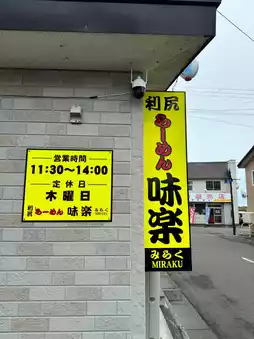 営業時間
11:30~14:00
定休日
木曜日
利尻 らーめん 味楽 みらく
利尻
らーめん
味楽
みらく
MIRAKU